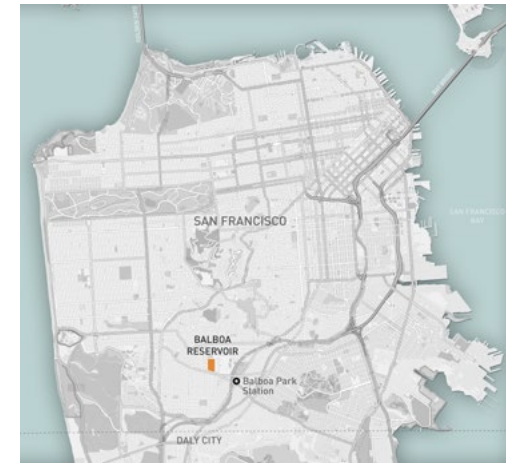 SAN FRANCISCO
SAN FRANCISCO
BAY
BALBOA
RESERVOIR
Balboa Park
Station
DALY CITY